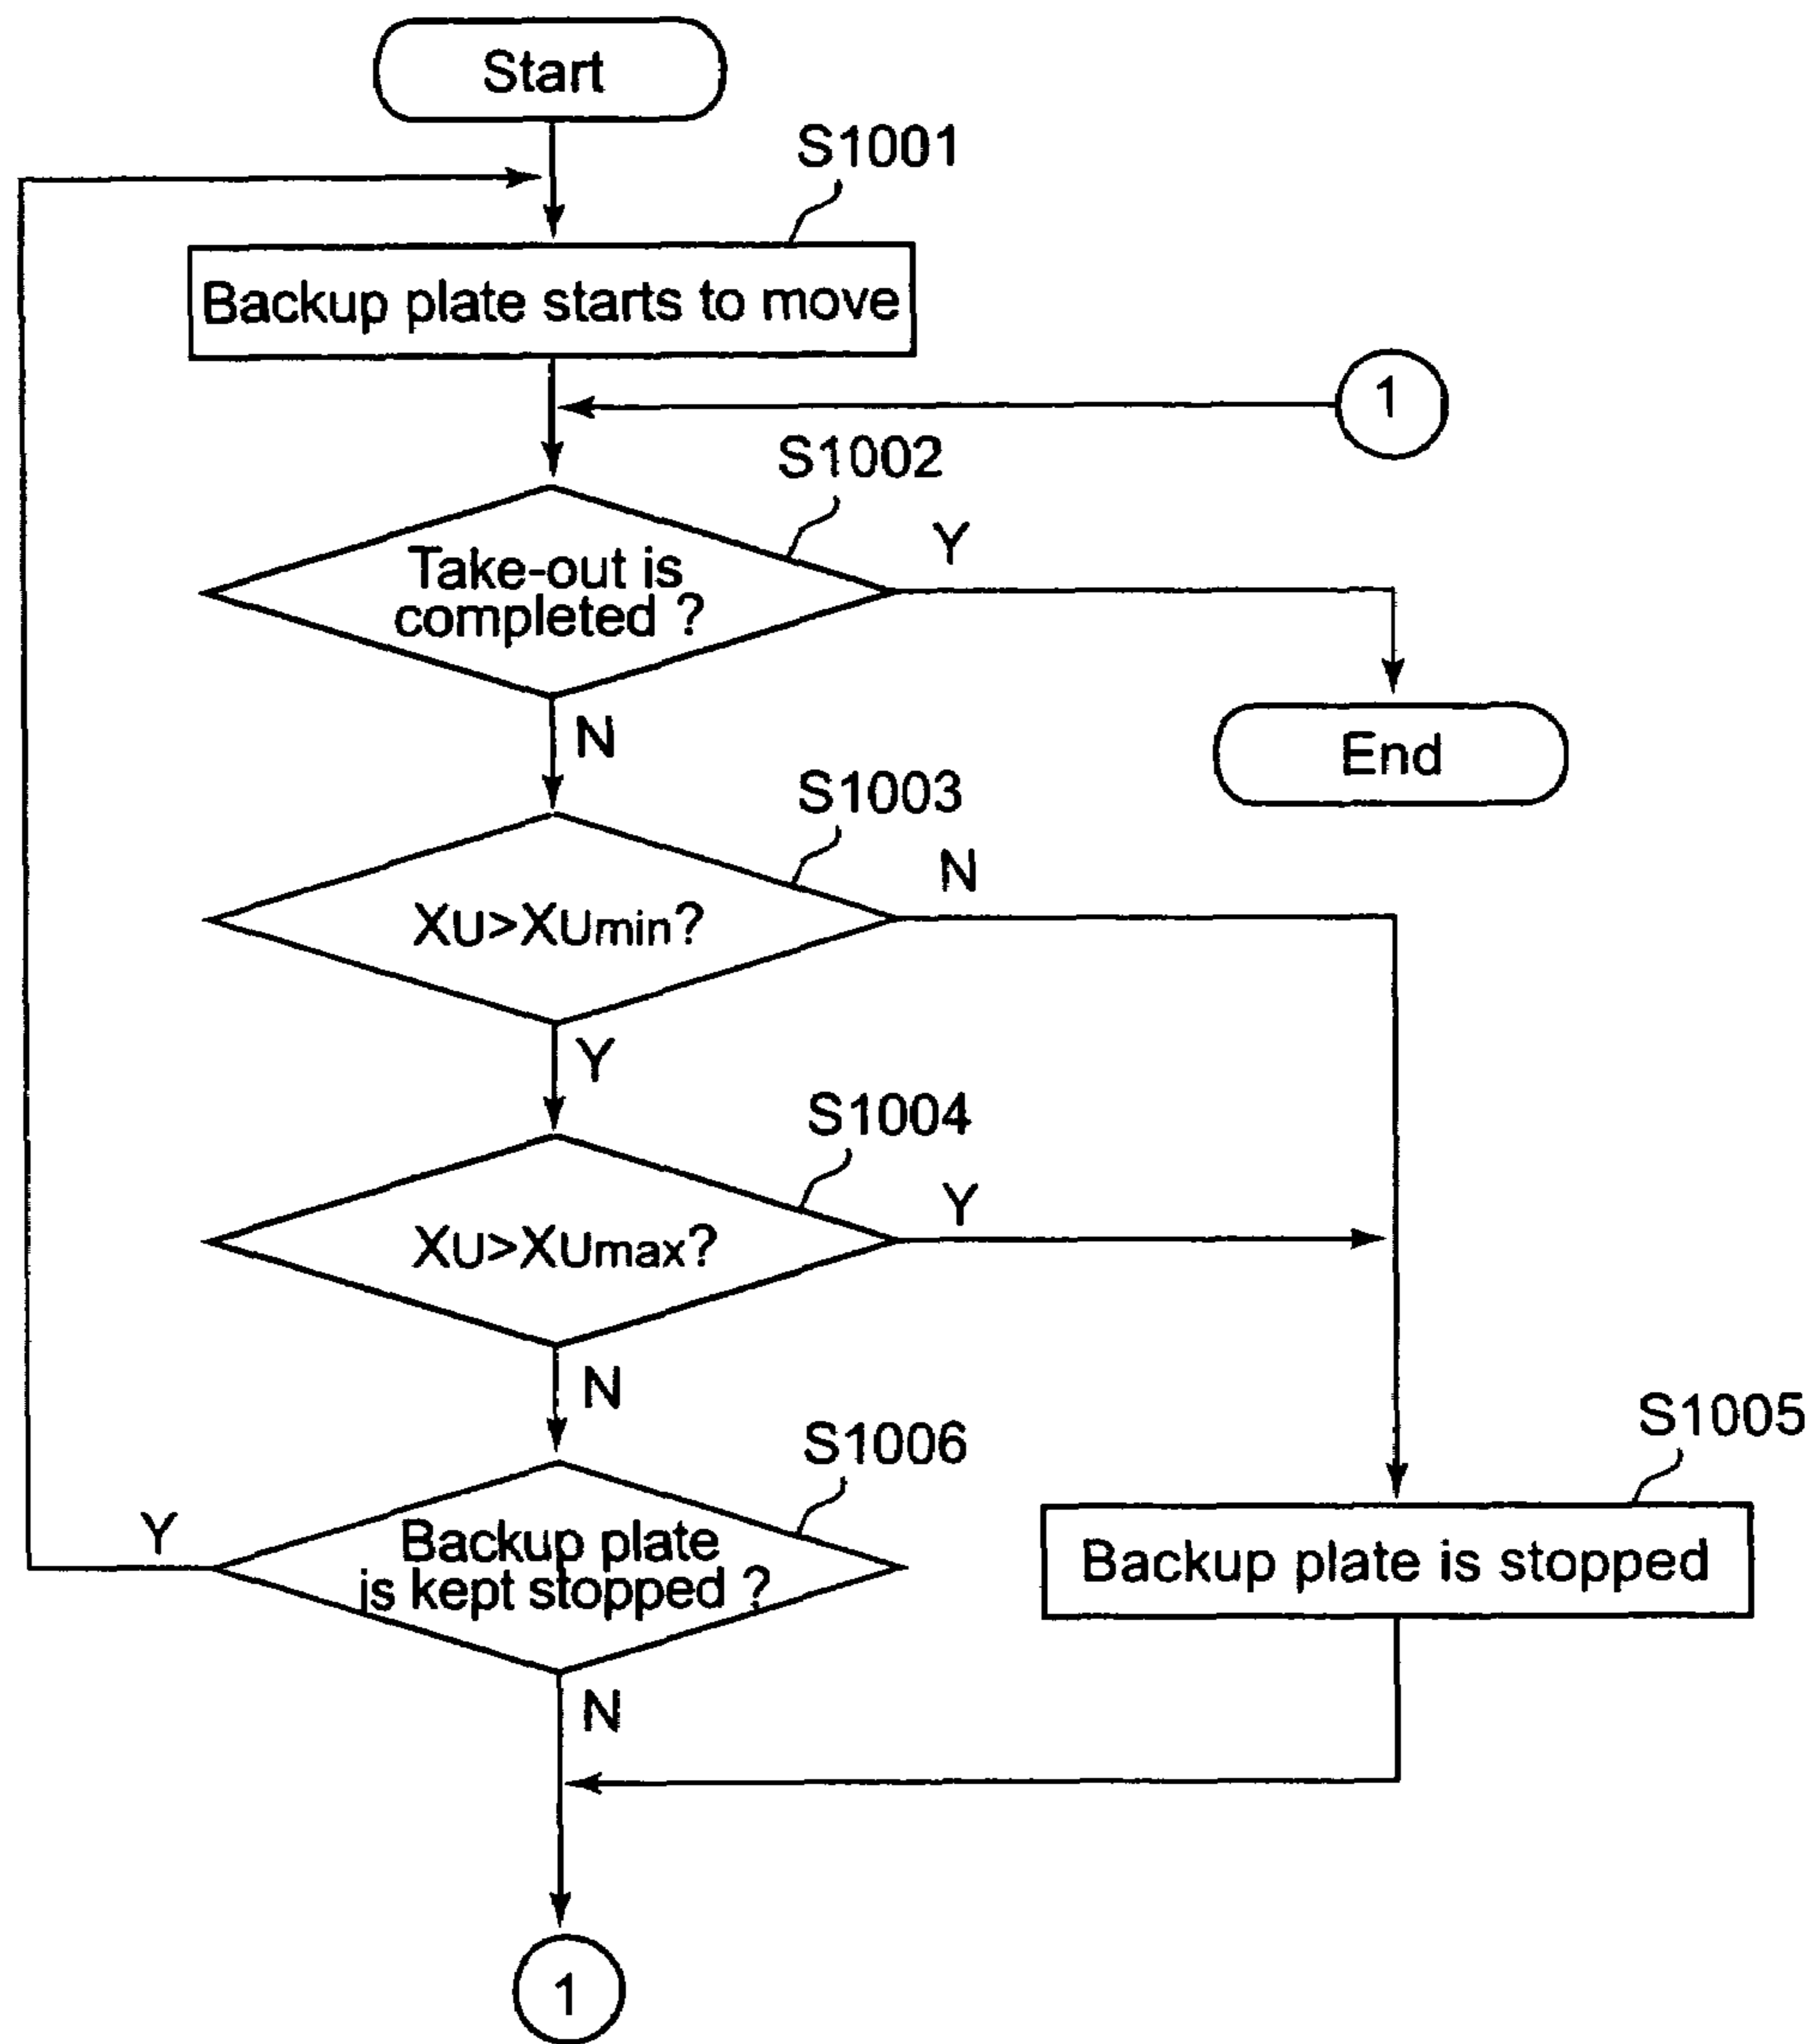 Start
S1001
Backup plate starts to move
1
S1002
Take-out is
completed ?
Y
N
End
S1003
XU>XUmin?
N
Y
S1004
XU>XUmax?
Y
N
S1005
S1006
Backup plate
is kept stopped ?
Y
Backup plate is stopped
N
1